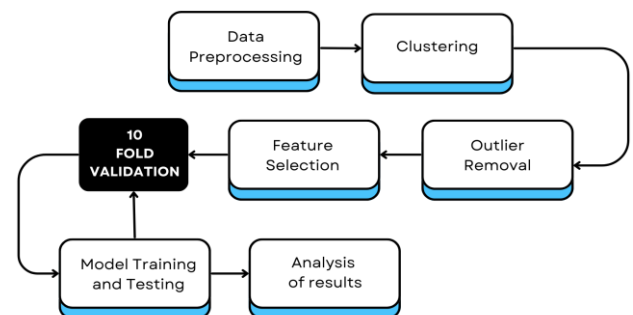 Data
Preprocessing
Clustering
Outlier
Removal
Feature
Selection
10
FOLD
VALIDATION
Model Training
and Testing
Analysis
of results